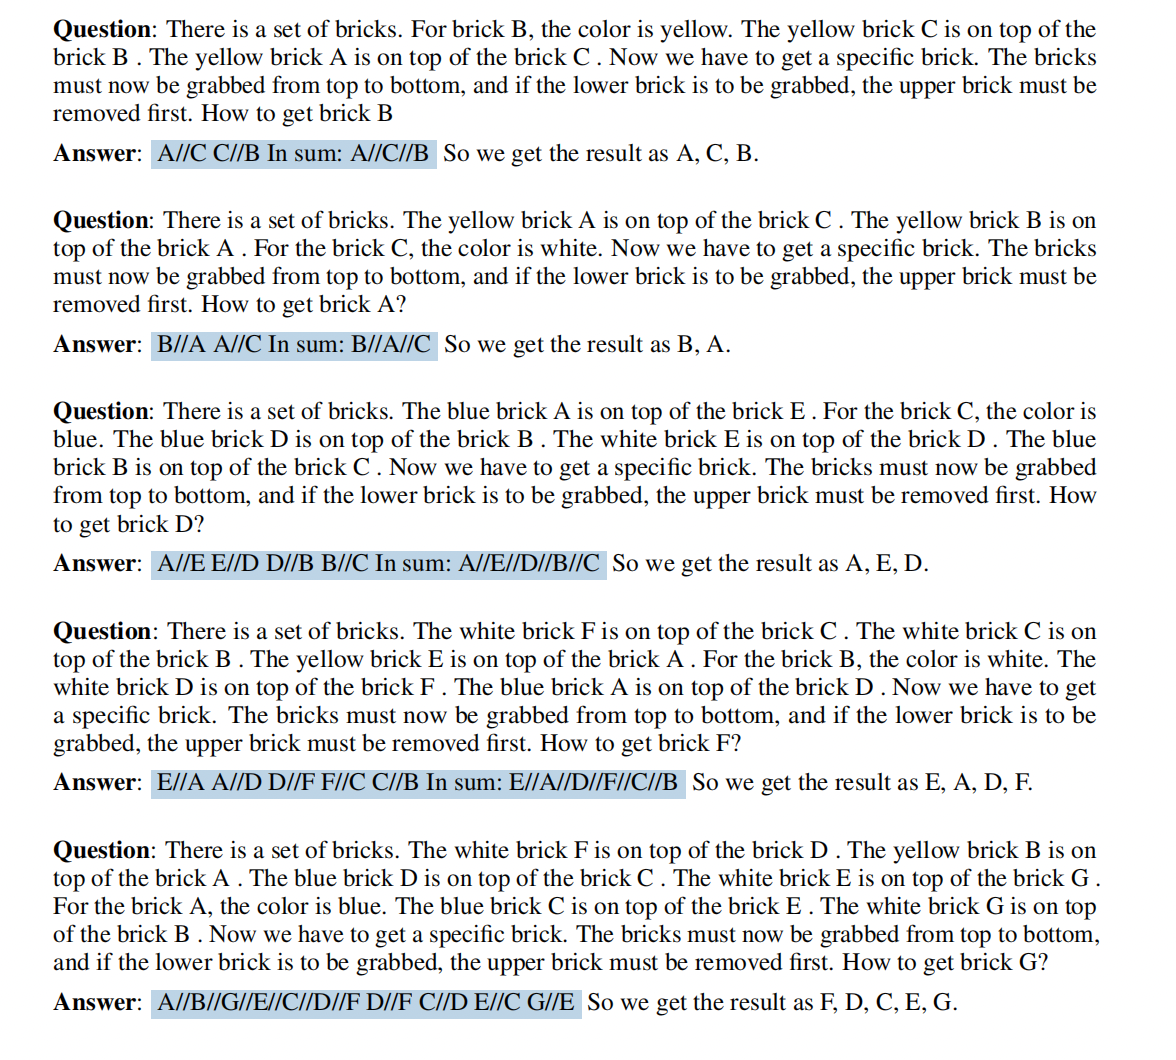 Question: There is a set of bricks. For brick B, the color is yellow. The yellow brick C is on top of the
brick B . The yellow brick A is on top of the brick C . Now we have to get a specific brick. The bricks
must now be grabbed from top to bottom, and if the lower brick is to be grabbed, the upper brick must be
removed first. How to get brick B
Answer: A//C C//B In sum: A//C//B So we get the result as A, C, B.
Question: There is a set of bricks. The yellow brick A is on top of the brick C . The yellow brick B is on
top of the brick A . For the brick C, the color is white. Now we have to get a specific brick. The bricks
must now be grabbed from top to bottom, and if the lower brick is to be grabbed, the upper brick must be
removed first. How to get brick A?
Answer: B//A A//C In sum: B//A//C So we get the result as B, A.
Question: There is a set of bricks. The blue brick A is on top of the brick E . For the brick C, the color is
blue. The blue brick D is on top of the brick B . The white brick E is on top of the brick D . The blue
brick B is on top of the brick C . Now we have to get a specific brick. The bricks must now be grabbed
from top to bottom, and if the lower brick is to be grabbed, the upper brick must be removed first. How
to get brick D?
Answer: A//E E//D D//B B//C In sum: A//E//D//B//C So we get the result as A, E, D.
Question: There is a set of bricks. The white brick F is on top of the brick C . The white brick C is on
top of the brick B . The yellow brick E is on top of the brick A . For the brick B, the color is white. The
white brick D is on top of the brick F . The blue brick A is on top of the brick D . Now we have to get
a specific brick. The bricks must now be grabbed from top to bottom, and if the lower brick is to be
grabbed, the upper brick must be removed first. How to get brick F?
Answer: E//A A//D D//F F//C C//B In sum: E//A//D//F//C//B So we get the result as E, A, D, F.
Question: There is a set of bricks. The white brick F is on top of the brick D . The yellow brick B is on
top of the brick A . The blue brick D is on top of the brick C . The white brick E is on top of the brick G .
For the brick A, the color is blue. The blue brick C is on top of the brick E . The white brick G is on top
of the brick B . Now we have to get a specific brick. The bricks must now be grabbed from top to bottom,
and if the lower brick is to be grabbed, the upper brick must be removed first. How to get brick G?
Answer: A//B//G//E//C//D//F D//F C//D E//C G//E So we get the result as F, D, C, E, G.